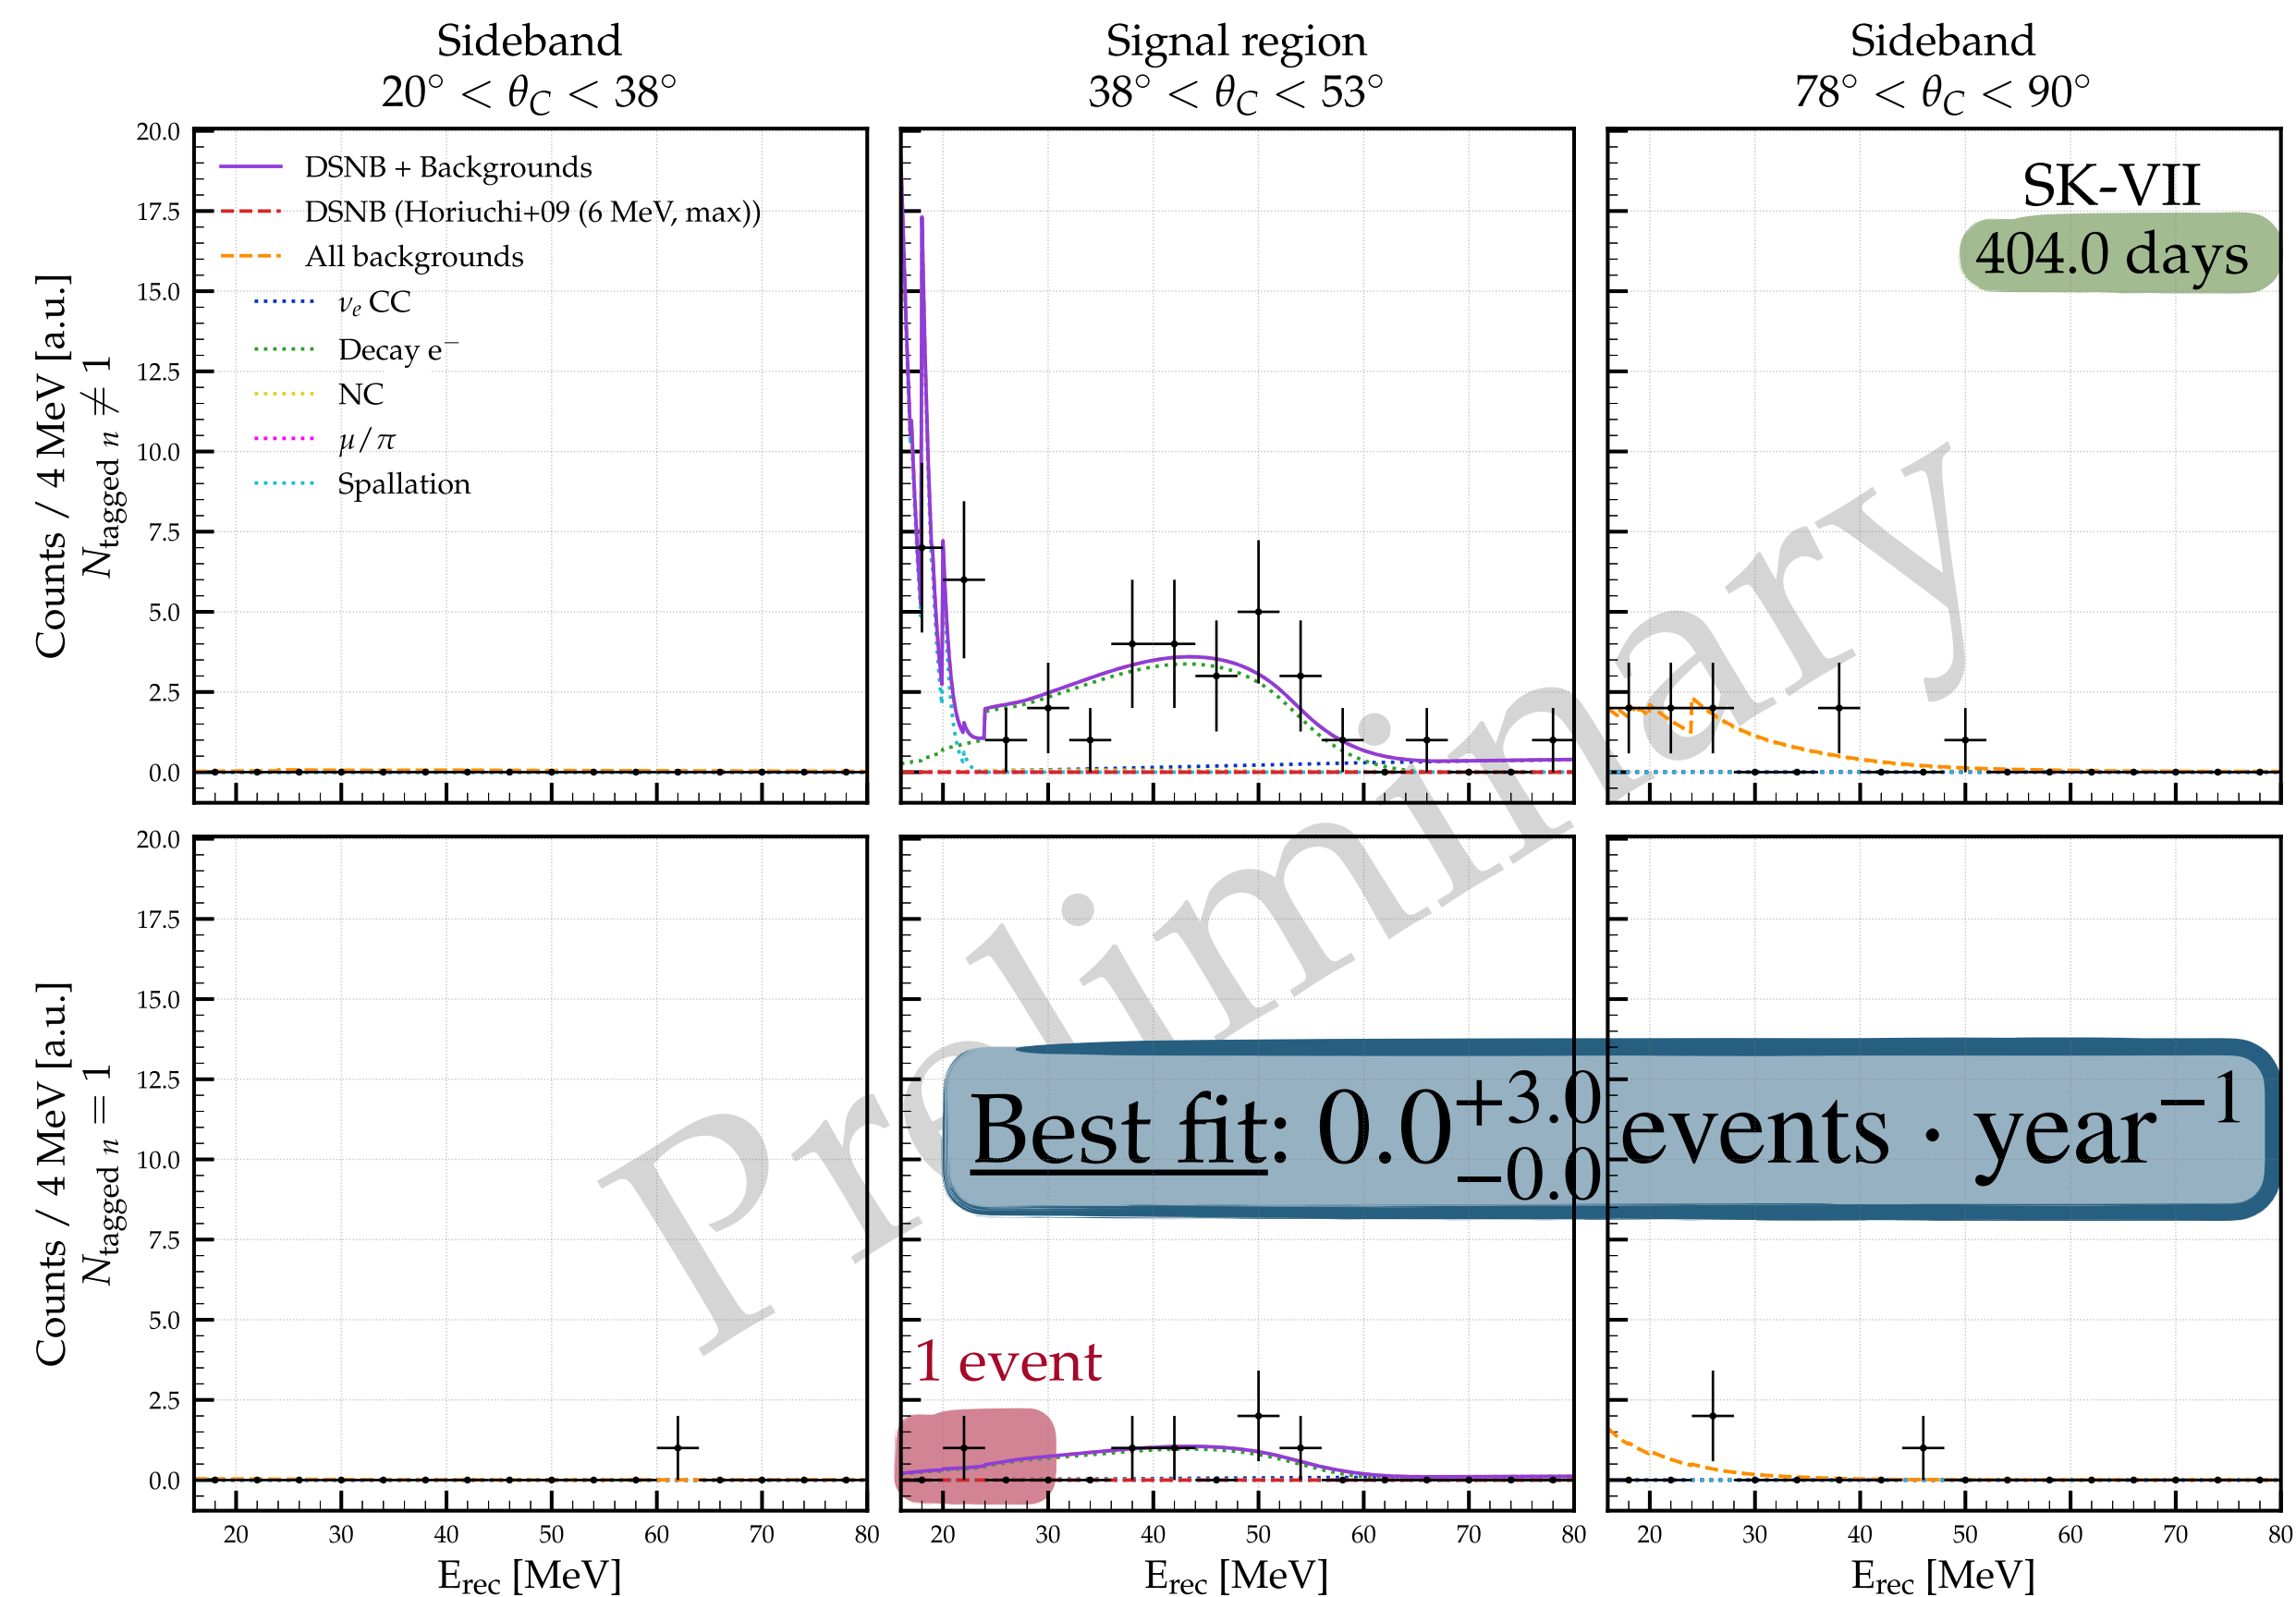 Sideband
20° < θ_C < 38°
Signal region
38° < θ_C < 53°
Sideband
78° < θ_C < 90°
Counts / 4 MeV [a.u.]
N_tagged n ≠ 1
20.0
17.5
15.0
12.5
10.0
7.5
5.0
2.5
0.0
DSNB + Backgrounds
DSNB (Horiuchi+09 (6 MeV, max))
All backgrounds
ν_e CC
Decay e⁻
NC
μ/π
Spallation
SK-VII
404.0 days
Preliminary
Counts / 4 MeV [a.u.]
N_tagged n = 1
20.0
17.5
15.0
12.5
10.0
7.5
5.0
2.5
0.0
Best fit: 0.0 +3.0 −0.0 events · year⁻¹
1 event
20 30 40 50 60 70 80
20 30 40 50 60 70 80
20 30 40 50 60 70 80
E_rec [MeV]
E_rec [MeV]
E_rec [MeV]